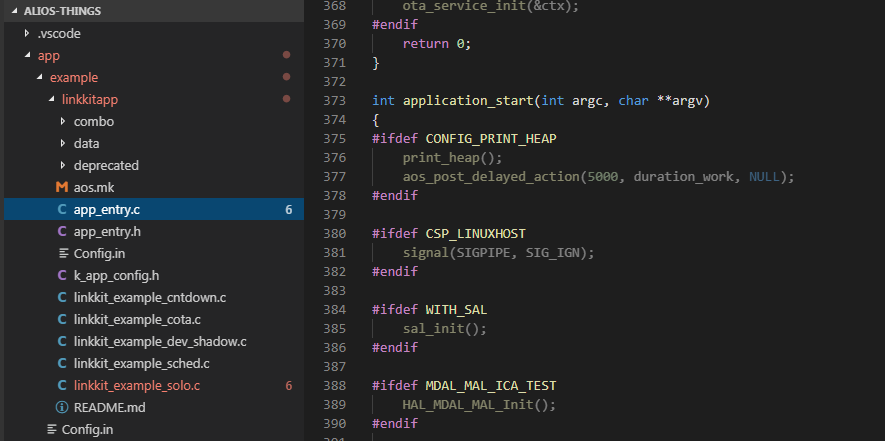 ALIOS-THINGS
.vscode
app
example
linkkitapp
combo
data
deprecated
M aos.mk
C app_entry.c 6
C app_entry.h
Config.in
C k_app_config.h
C linkkit_example_cntdown.c
C linkkit_example_cota.c
C linkkit_example_dev_shadow.c
C linkkit_example_sched.c
C linkkit_example_solo.c 6
README.md
Config.in
368 ota_service_init(&ctx);
369 #endif
370 return 0;
371 }
372
373 int application_start(int argc, char **argv)
374 {
375 #ifdef CONFIG_PRINT_HEAP
376 print_heap();
377 aos_post_delayed_action(5000, duration_work, NULL);
378 #endif
379
380 #ifdef CSP_LINUXHOST
381 signal(SIGPIPE, SIG_IGN);
382 #endif
383
384 #ifdef WITH_SAL
385 sal_init();
386 #endif
387
388 #ifdef MDAL_MAL_ICA_TEST
389 HAL_MDAL_MAL_Init();
390 #endif